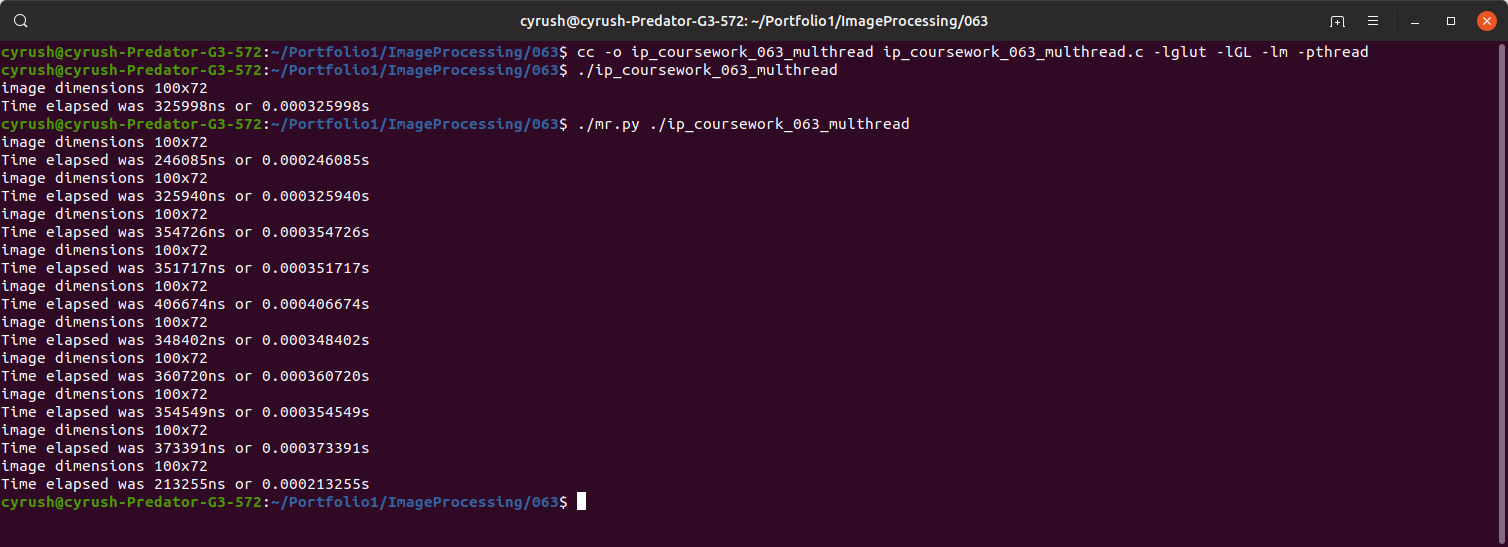 cyrush@cyrush-Predator-G3-572: ~/Portfolio1/ImageProcessing/063
cyrush@cyrush-Predator-G3-572:~/Portfolio1/ImageProcessing/063$ cc -o ip_coursework_063_multhread ip_coursework_063_multhread.c -lglut -lGL -lm -pthread
cyrush@cyrush-Predator-G3-572:~/Portfolio1/ImageProcessing/063$ ./ip_coursework_063_multhread
image dimensions 100x72
Time elapsed was 325998ns or 0.000325998s
cyrush@cyrush-Predator-G3-572:~/Portfolio1/ImageProcessing/063$ ./mr.py ./ip_coursework_063_multhread
image dimensions 100x72
Time elapsed was 246085ns or 0.000246085s
image dimensions 100x72
Time elapsed was 325940ns or 0.000325940s
image dimensions 100x72
Time elapsed was 354726ns or 0.000354726s
image dimensions 100x72
Time elapsed was 351717ns or 0.000351717s
image dimensions 100x72
Time elapsed was 406674ns or 0.000406674s
image dimensions 100x72
Time elapsed was 348402ns or 0.000348402s
image dimensions 100x72
Time elapsed was 360720ns or 0.000360720s
image dimensions 100x72
Time elapsed was 354549ns or 0.000354549s
image dimensions 100x72
Time elapsed was 373391ns or 0.000373391s
image dimensions 100x72
Time elapsed was 213255ns or 0.000213255s
cyrush@cyrush-Predator-G3-572:~/Portfolio1/ImageProcessing/063$